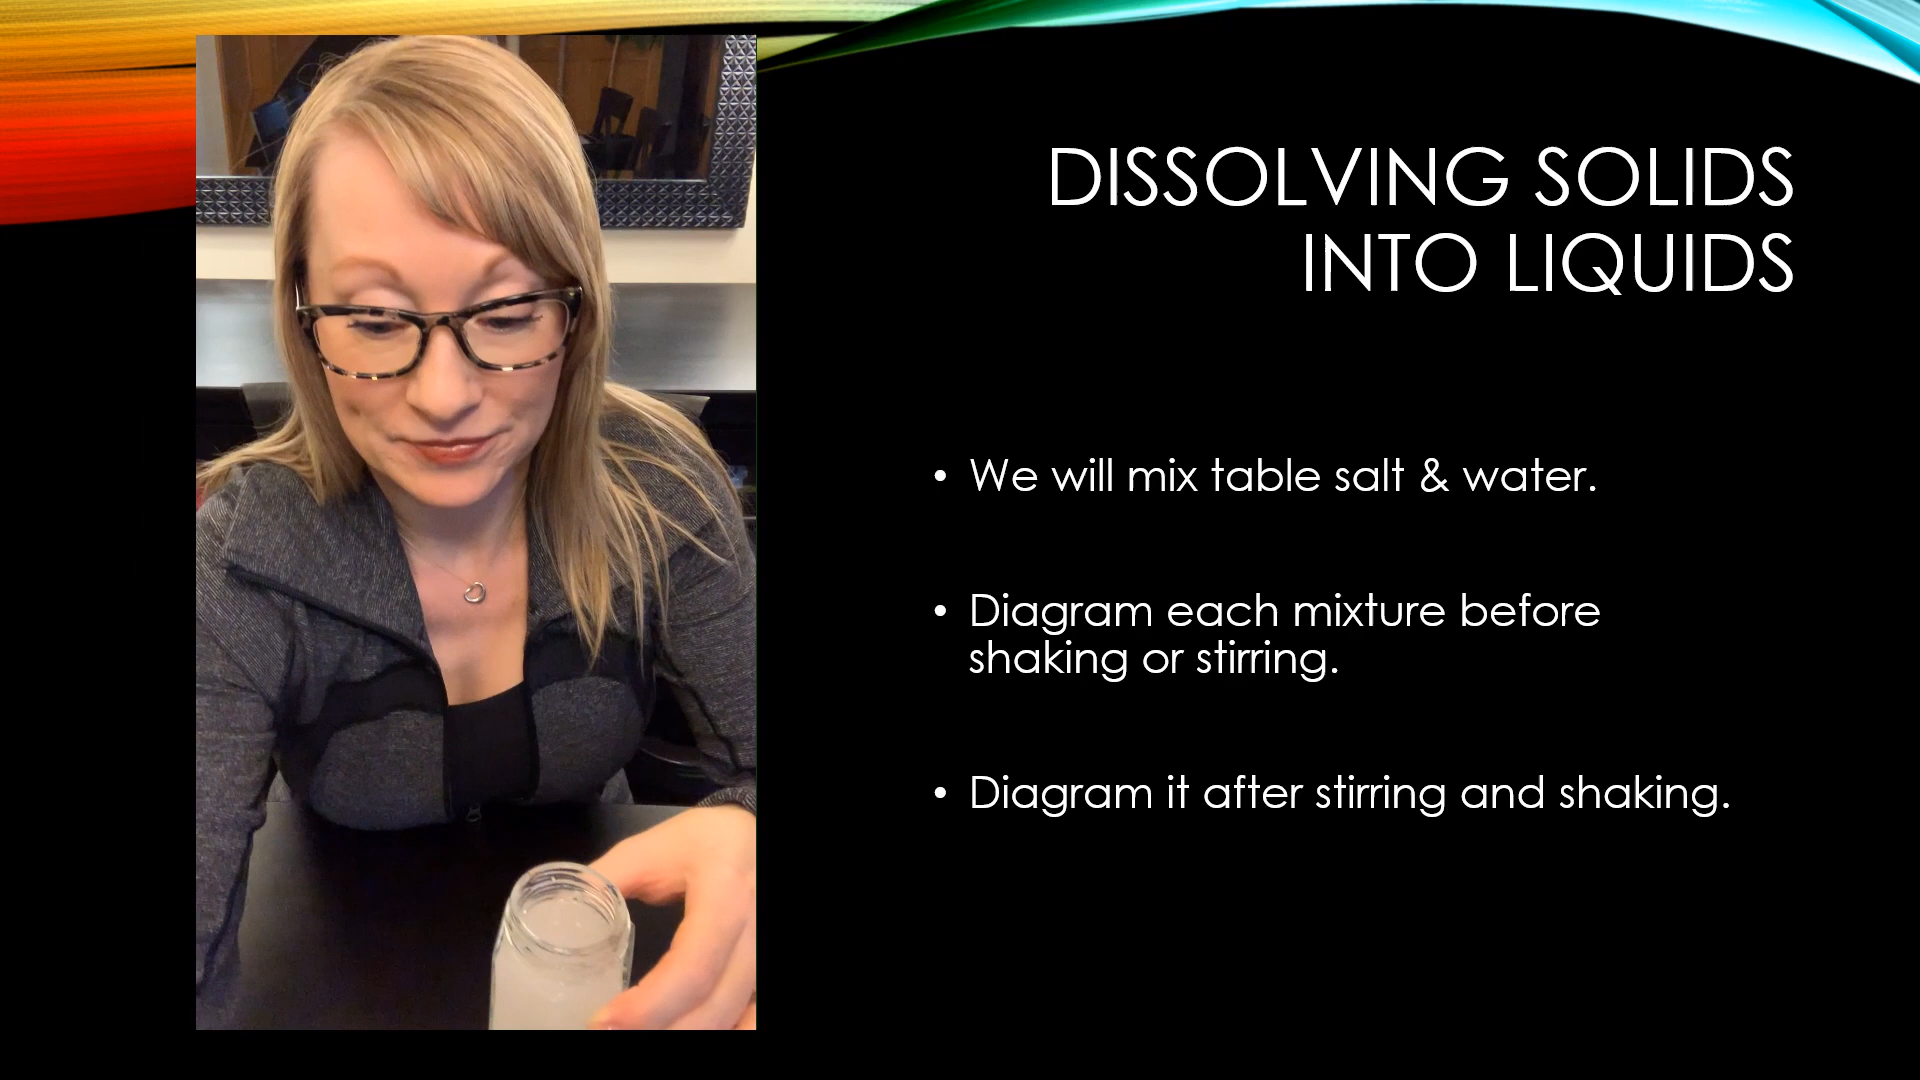 DISSOLVING SOLIDS
INTO LIQUIDS
• We will mix table salt & water.
• Diagram each mixture before
shaking or stirring.
• Diagram it after stirring and shaking.